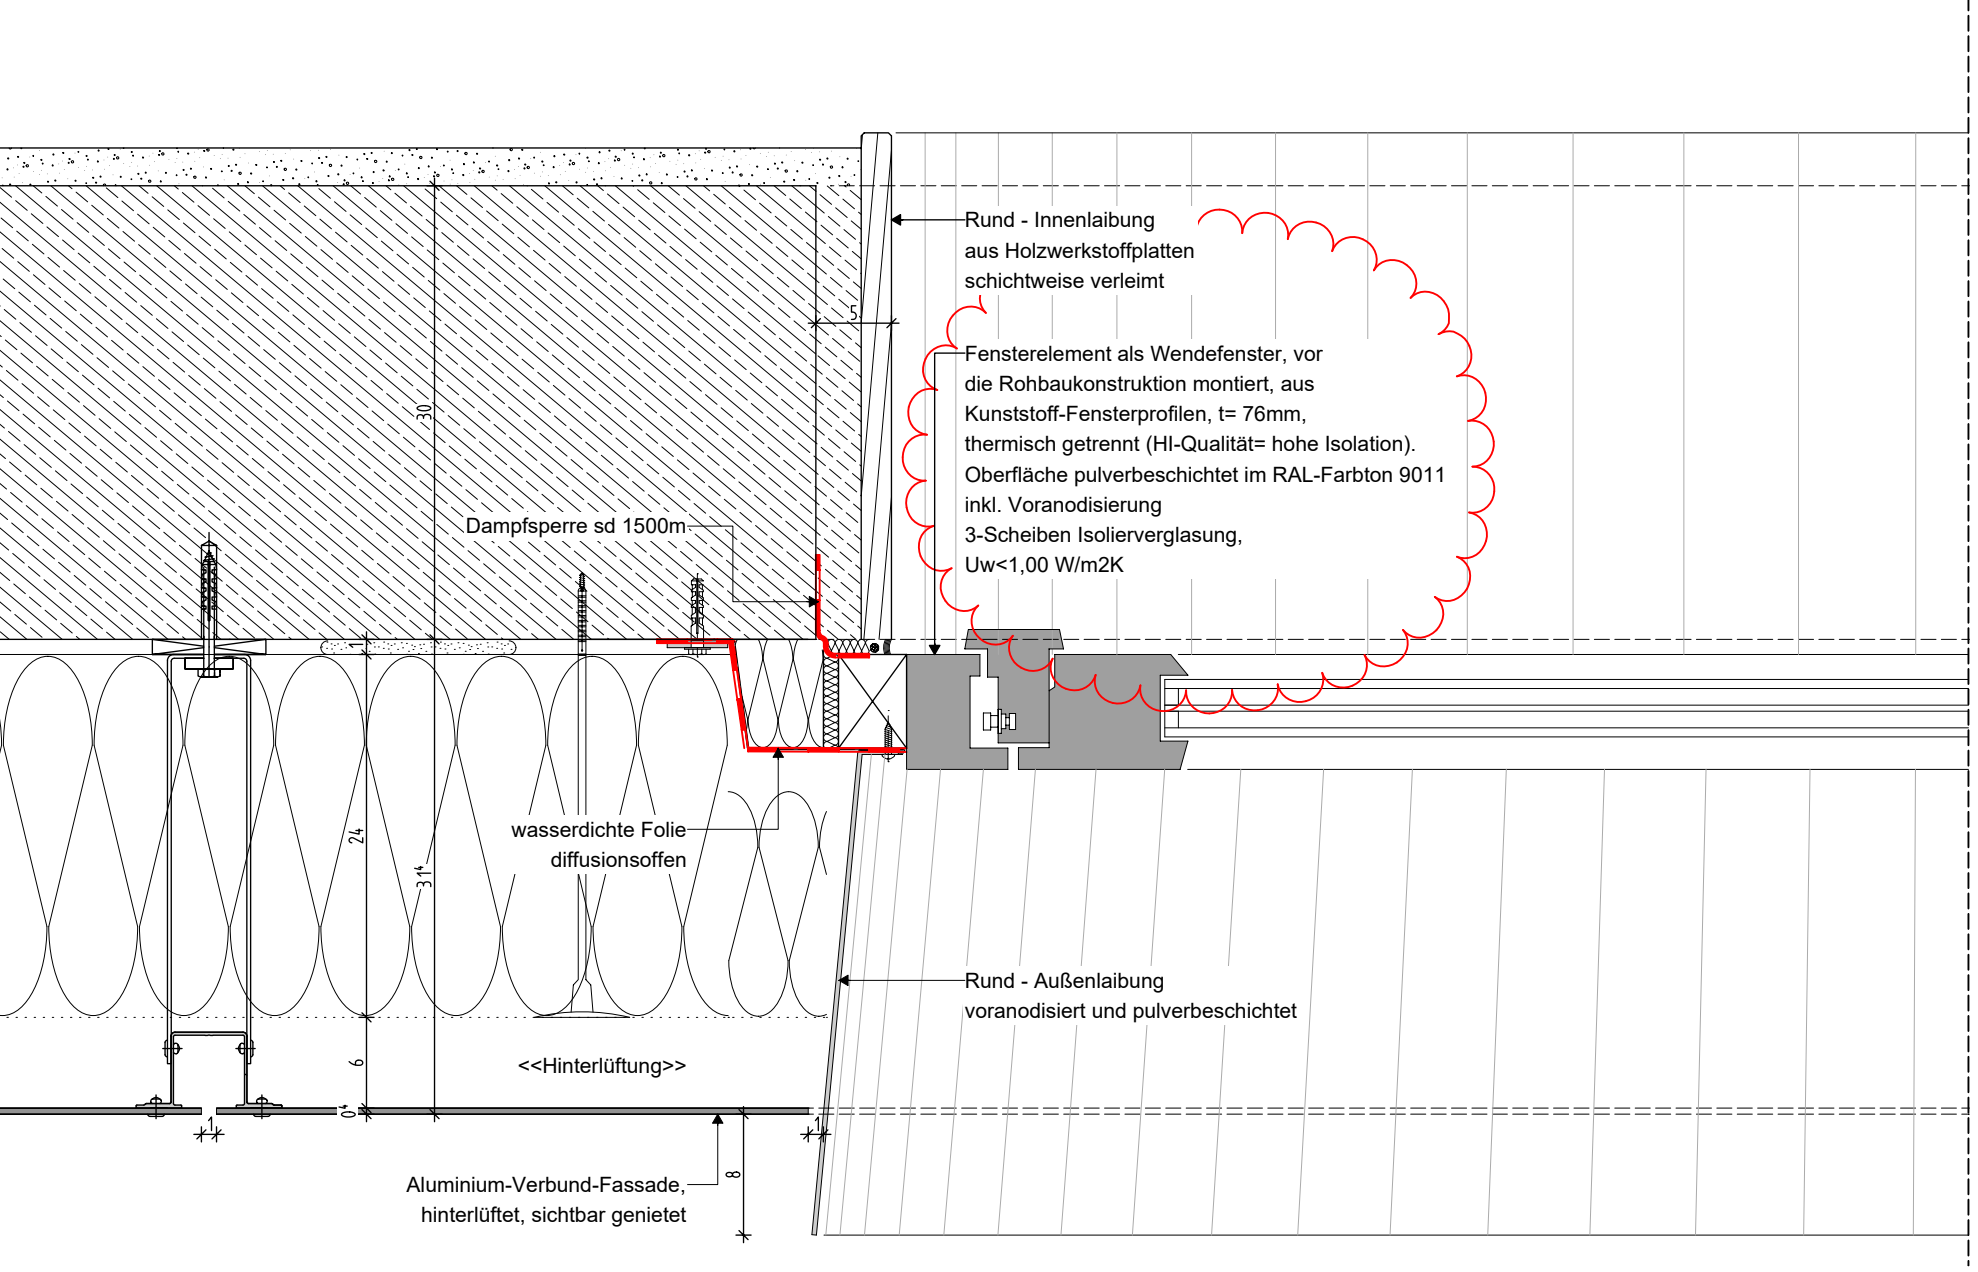 Rund - Innenlaibung
aus Holzwerkstoffplatten
schichtweise verleimt
5
Fensterelement als Wendefenster, vor
die Rohbaukonstruktion montiert, aus
Kunststoff-Fensterprofilen, t= 76mm,
thermisch getrennt (HI-Qualität= hohe Isolation).
Oberfläche pulverbeschichtet im RAL-Farbton 9011
inkl. Voranodisierung
3-Scheiben Isolierverglasung,
Uw<1,00 W/m2K
30
Dampfsperre sd 1500m
1
wasserdichte Folie
diffusionsoffen
24
31⁴
Rund - Außenlaibung
voranodisiert und pulverbeschichtet
<<Hinterlüftung>>
6
0⁴
1
1
8
Aluminium-Verbund-Fassade,
hinterlüftet, sichtbar genietet